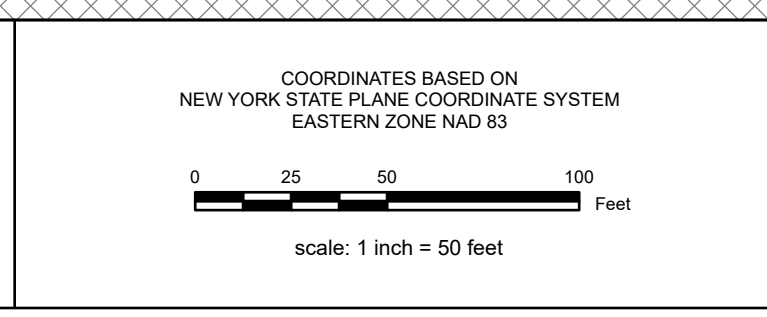 COORDINATES BASED ON
NEW YORK STATE PLANE COORDINATE SYSTEM
EASTERN ZONE NAD 83
0 25 50 100
Feet
scale: 1 inch = 50 feet